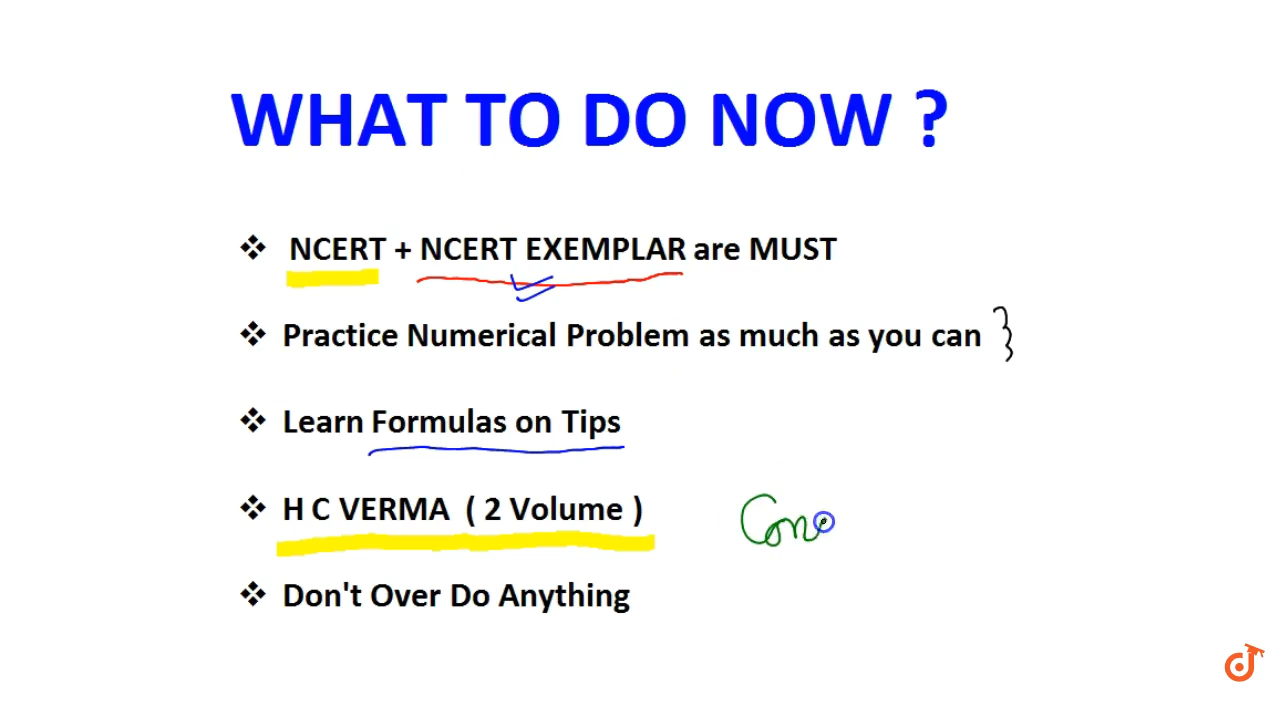 WHAT TO DO NOW ?
❖ NCERT + NCERT EXEMPLAR are MUST
❖ Practice Numerical Problem as much as you can
❖ Learn Formulas on Tips
❖ H C VERMA ( 2 Volume ) Con
❖ Don't Over Do Anything